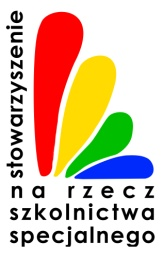 stowarzyszenie
na rzecz
szkolnictwa
specjalnego